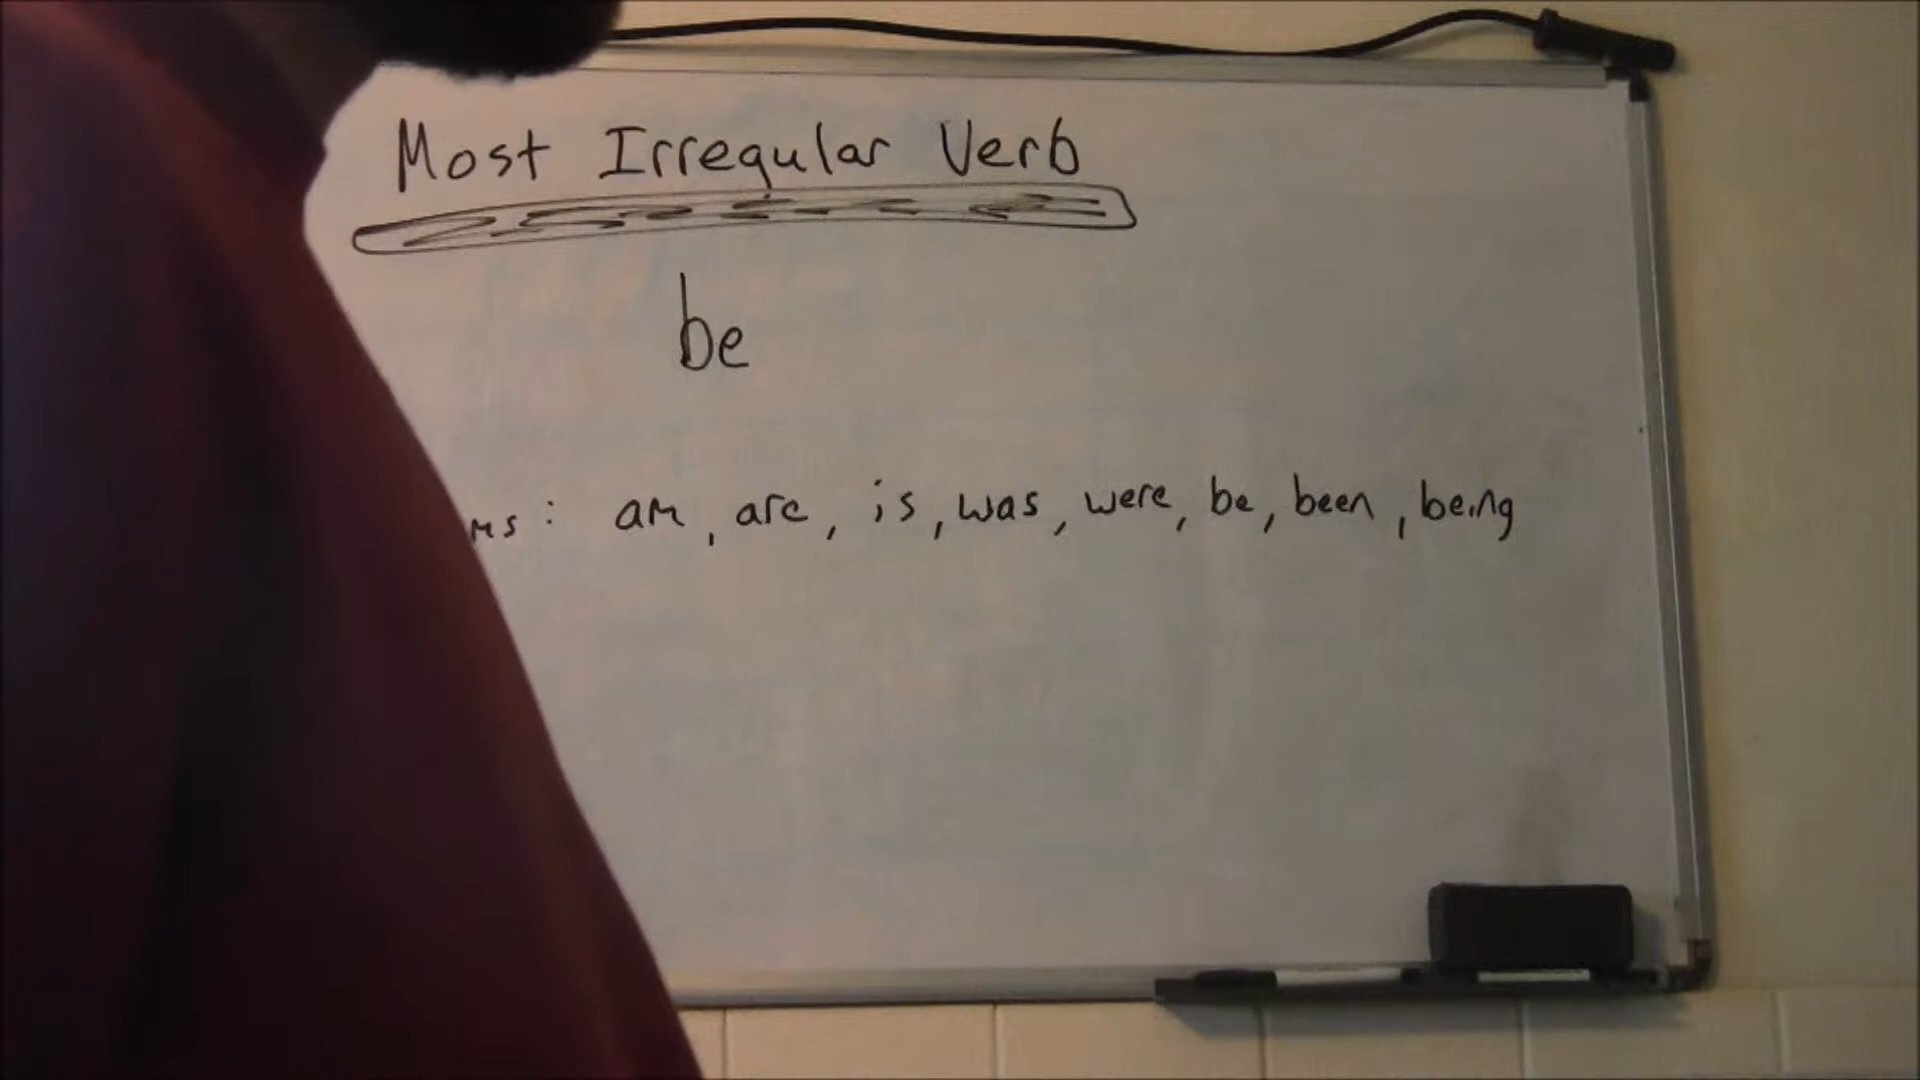 Most Irregular Verb
be
ms: am, are, is, was, were, be, been, being